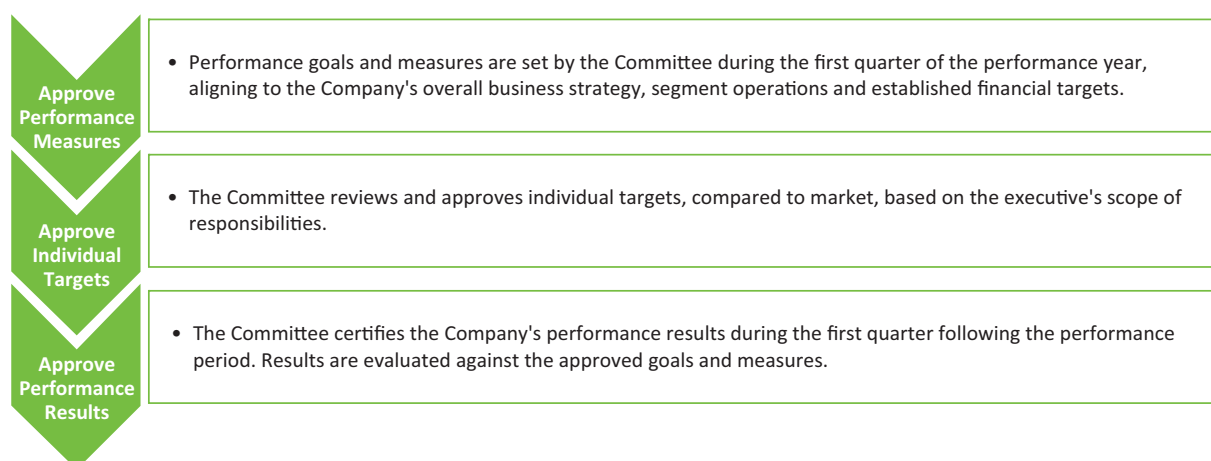 Approve
Performance
Measures
• Performance goals and measures are set by the Committee during the first quarter of the performance year,
aligning to the Company's overall business strategy, segment operations and established financial targets.
Approve
Individual
Targets
• The Committee reviews and approves individual targets, compared to market, based on the executive's scope of
responsibilities.
Approve
Performance
Results
• The Committee certifies the Company's performance results during the first quarter following the performance
period. Results are evaluated against the approved goals and measures.